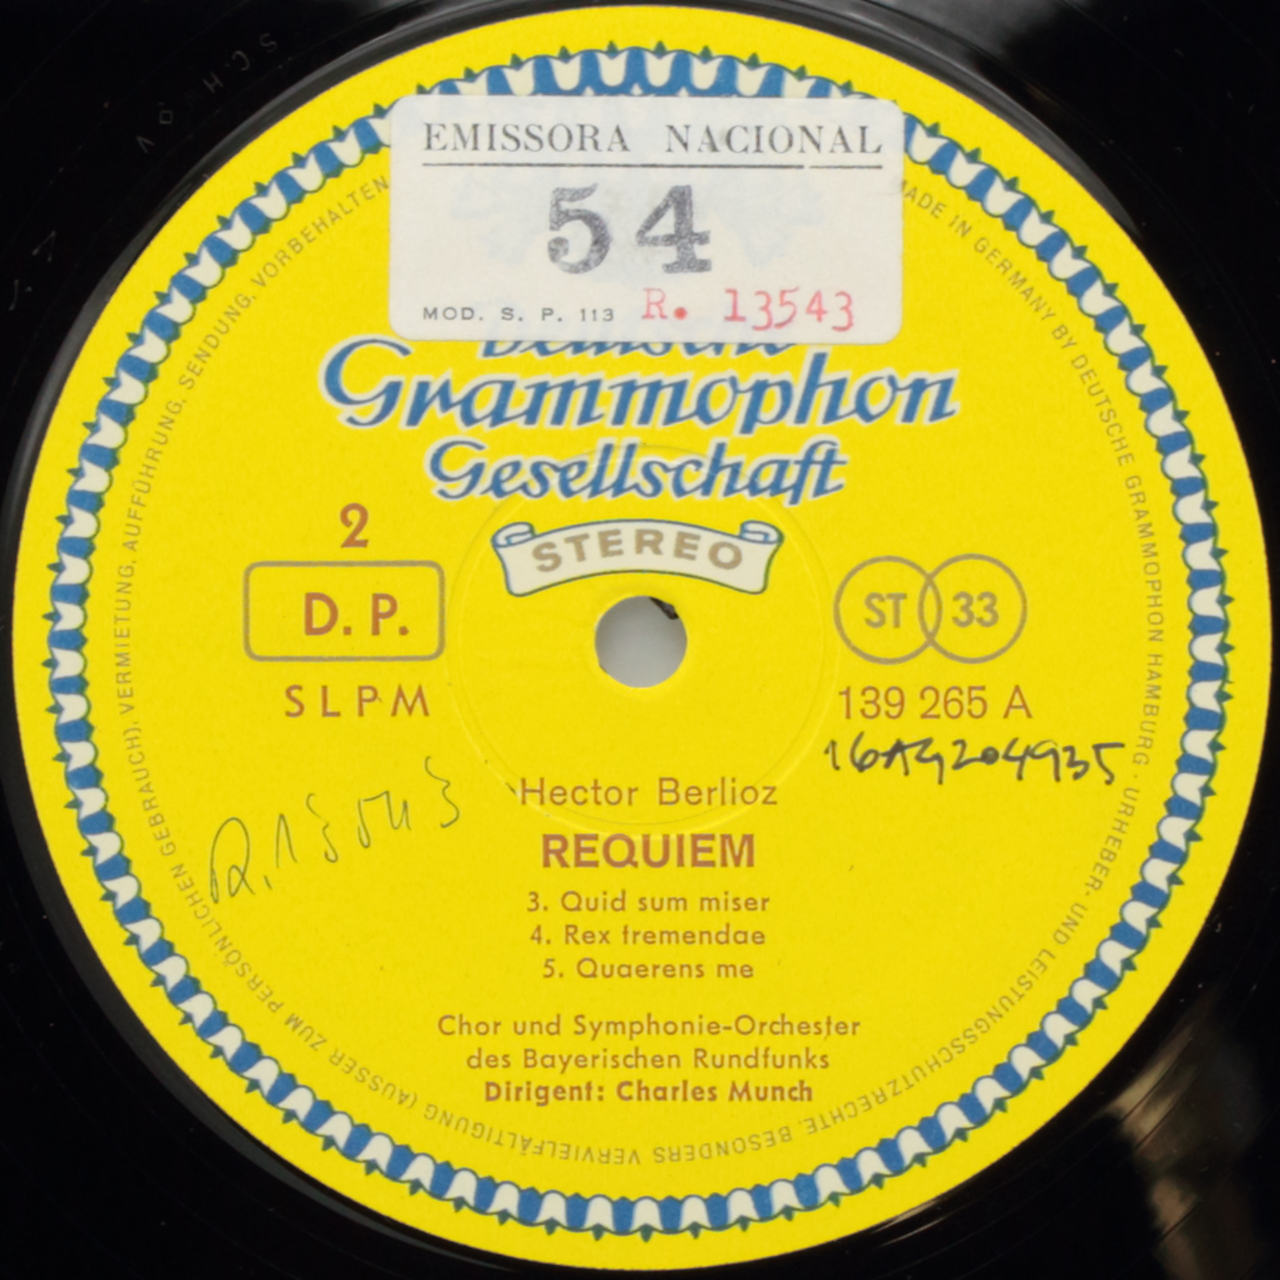 EMISSORA NACIONAL
54
MOD. S. P. 113 R. 13543
Deutsche
Grammophon
Gesellschaft
STEREO
2
D. P.
SLPM
ST 33
139 265 A
16AG204935
R.13543
Hector Berlioz
REQUIEM
3. Quid sum miser
4. Rex tremendae
5. Quaerens me
Chor und Symphonie-Orchester
des Bayerischen Rundfunks
Dirigent: Charles Munch
MADE IN GERMANY BY DEUTSCHE GRAMMOPHON HAMBURG · URHEBER- UND LEISTUNGSSCHUTZRECHTE, BESONDERS VERVIELFÄLTIGUNG (AUSSER ZUM PERSÖNLICHEN GEBRAUCH), VERMIETUNG, AUFFÜHRUNG, SENDUNG, VORBEHALTEN